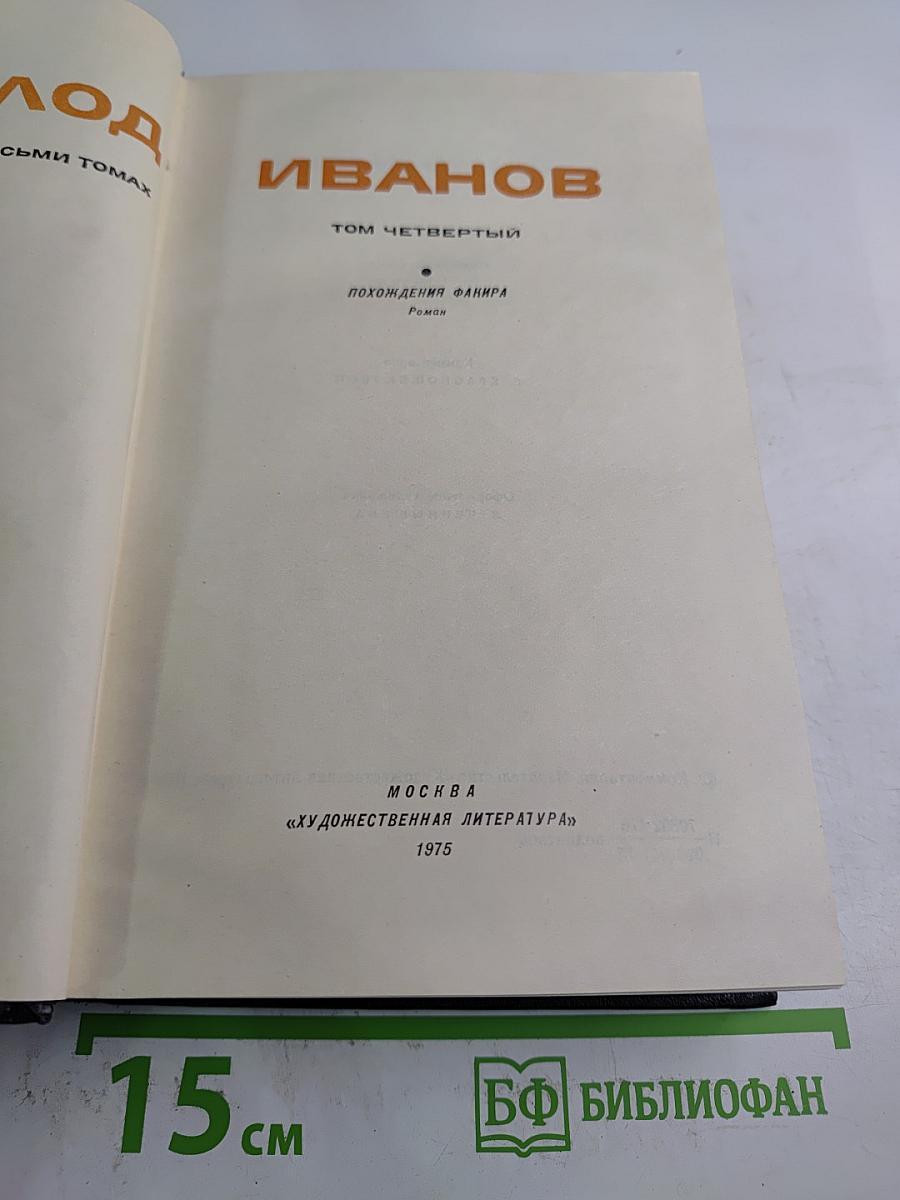 ЛОД
СЬМИ ТОМАХ
ИВАНОВ
ТОМ ЧЕТВЕРТЫЙ
ПОХОЖДЕНИЯ ФАКИРА
Роман
МОСКВА
«ХУДОЖЕСТВЕННАЯ ЛИТЕРАТУРА»
1975
15 см
БФ БИБЛИОФАН